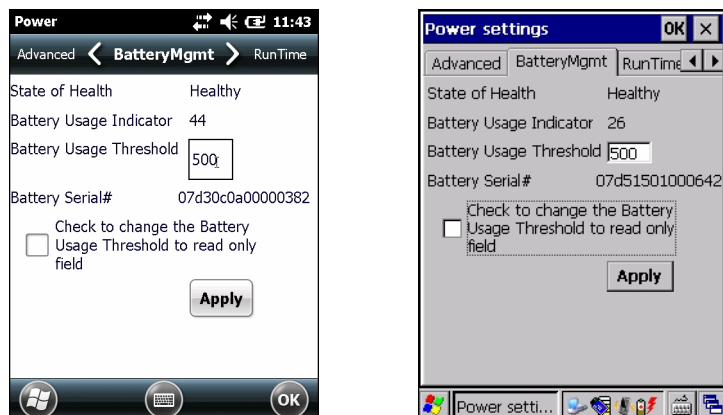 Power 11:43
Advanced BatteryMgmt RunTime
State of Health Healthy
Battery Usage Indicator 44
Battery Usage Threshold 500
Battery Serial# 07d30c0a00000382
Check to change the Battery
Usage Threshold to read only
field
Apply
OK
Power settings OK
Advanced BatteryMgmt RunTime
State of Health Healthy
Battery Usage Indicator 26
Battery Usage Threshold 500
Battery Serial# 07d51501000642
Check to change the Battery
Usage Threshold to read only
field
Apply
Power setti...